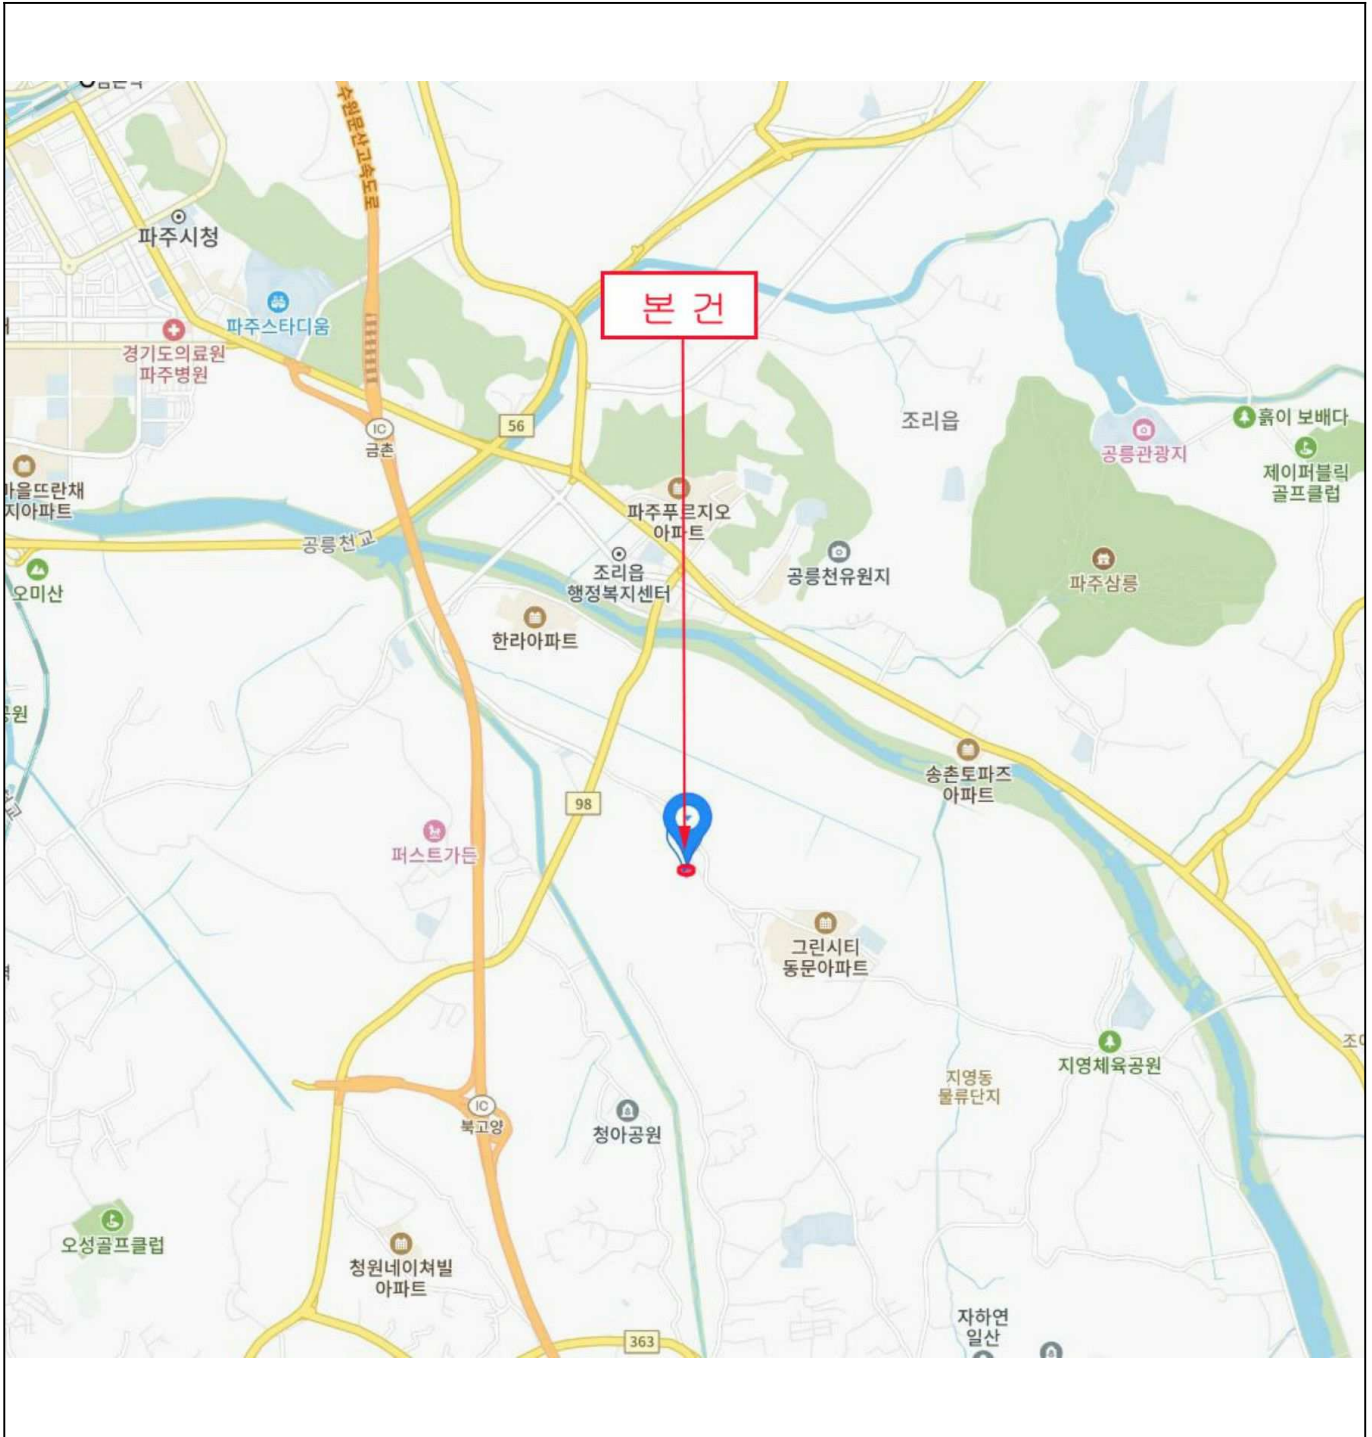 수원문산고속도로
파주시청
본 건
파주스타디움
경기도의료원
파주병원
조리읍
흙이 보배다
56
IC
금촌
공릉관광지
제이퍼블릭
골프클럽
마을뜨란채
지아파트
파주푸르지오
아파트
공릉천교
조리읍
행정복지센터
공릉천유원지
파주삼릉
오미산
한라아파트
송촌토파즈
아파트
98
퍼스트가든
그린시티
동문아파트
지영체육공원
지영동
물류단지
IC
북고양
청아공원
오성골프클럽
청원네이쳐빌
아파트
자하연
일산
363